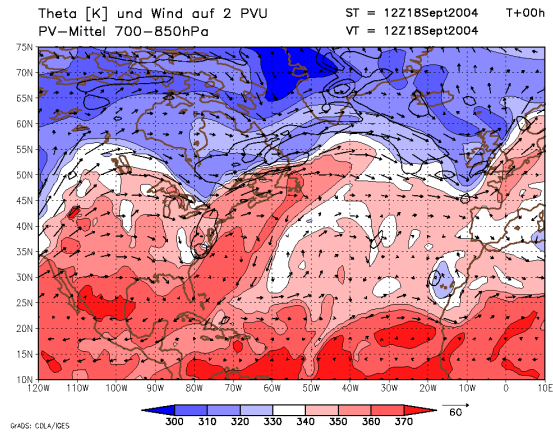 Theta [K] und Wind auf 2 PVU ST = 12Z18Sept2004 T+00h
PV-Mittel 700-850hPa VT = 12Z18Sept2004
75N
70N
65N
60N
55N
50N
45N
40N
35N
30N
25N
20N
15N
10N
120W 110W 100W 90W 80W 70W 60W 50W 40W 30W 20W 10W 0 10E
300 310 320 330 340 350 360 370 60
GrADS: COLA/IGES